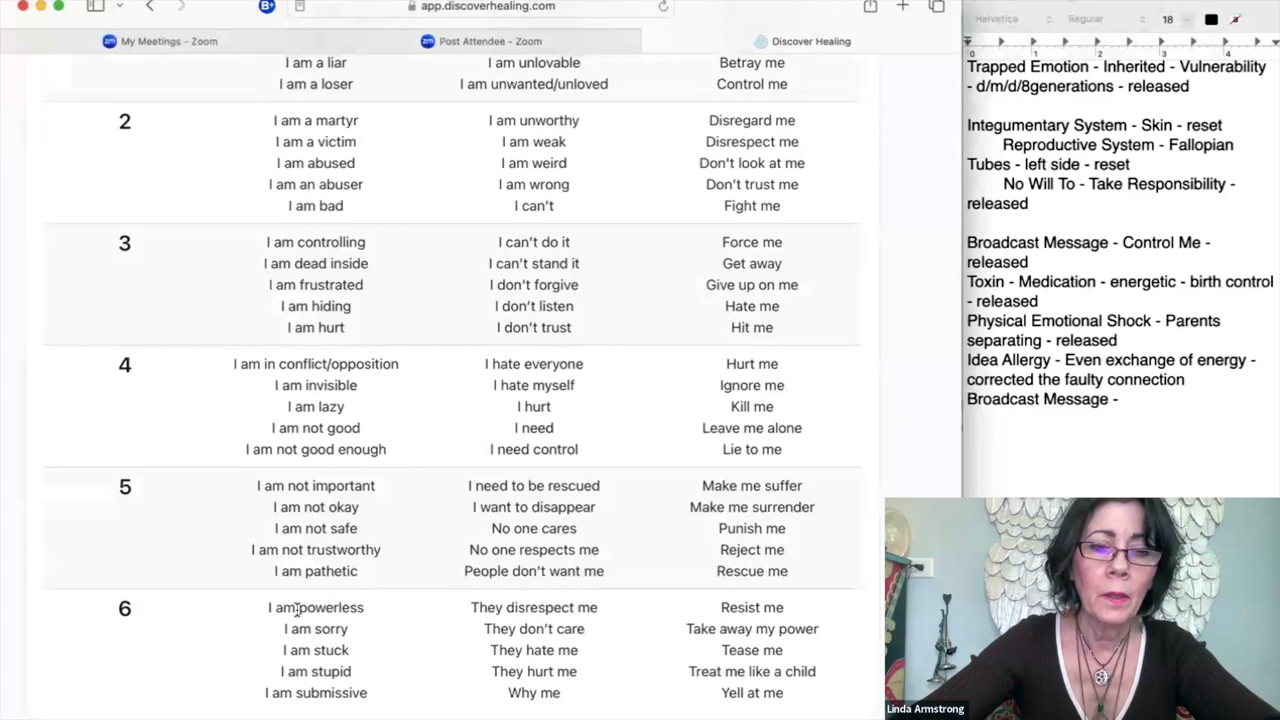 app.discoverhealing.com
Helvetica Regular 18
My Meetings - Zoom Post Attendee - Zoom Discover Healing
0 1 2 3 4
I am a liar I am unlovable Betray me
I am a loser I am unwanted/unloved Control me
2 I am a martyr I am unworthy Disregard me
I am a victim I am weak Disrespect me
I am abused I am weird Don't look at me
I am an abuser I am wrong Don't trust me
I am bad I can't Fight me
3 I am controlling I can't do it Force me
I am dead inside I can't stand it Get away
I am frustrated I don't forgive Give up on me
I am hiding I don't listen Hate me
I am hurt I don't trust Hit me
4 I am in conflict/opposition I hate everyone Hurt me
I am invisible I hate myself Ignore me
I am lazy I hurt Kill me
I am not good I need Leave me alone
I am not good enough I need control Lie to me
5 I am not important I need to be rescued Make me suffer
I am not okay I want to disappear Make me surrender
I am not safe No one cares Punish me
I am not trustworthy No one respects me Reject me
I am pathetic People don't want me Rescue me
6 I am powerless They disrespect me Resist me
I am sorry They don't care Take away my power
I am stuck They hate me Tease me
I am stupid They hurt me Treat me like a child
I am submissive Why me Yell at me
Trapped Emotion - Inherited - Vulnerability
- d/m/d/8generations - released
Integumentary System - Skin - reset
Reproductive System - Fallopian
Tubes - left side - reset
No Will To - Take Responsibility -
released
Broadcast Message - Control Me -
released
Toxin - Medication - energetic - birth control
- released
Physical Emotional Shock - Parents
separating - released
Idea Allergy - Even exchange of energy -
corrected the faulty connection
Broadcast Message -
Linda Armstrong